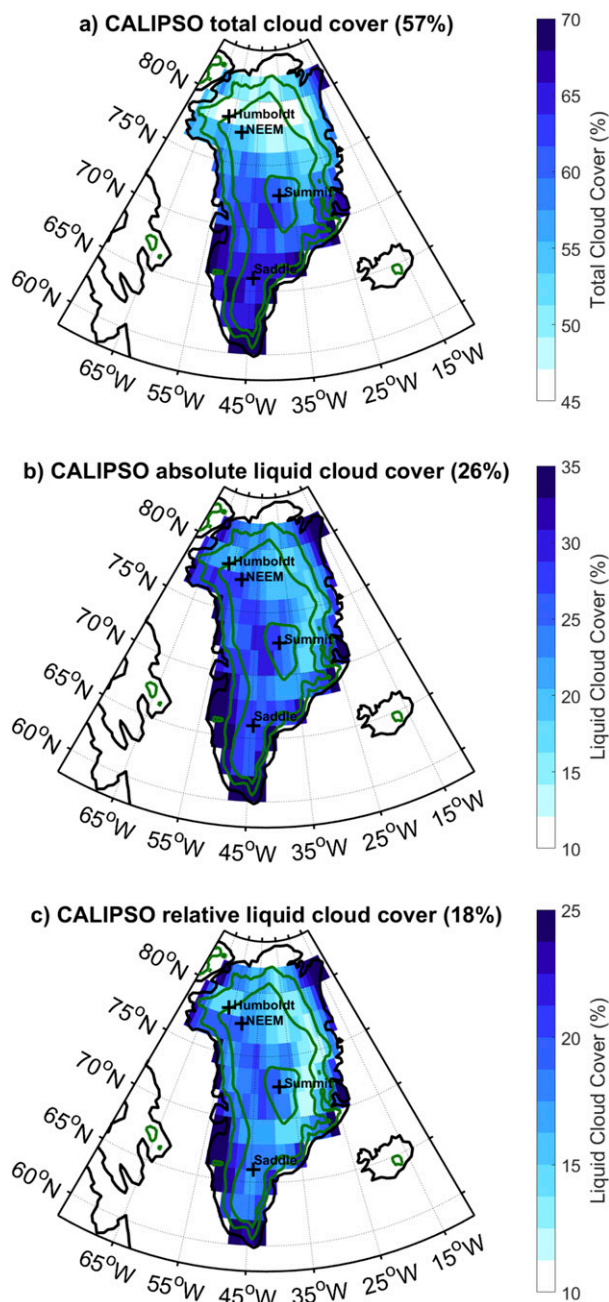 a) CALIPSO total cloud cover (57%)
80°N
75°N
70°N
65°N
60°N
65°W
55°W
45°W
35°W
25°W
15°W
Humboldt
NEEM
Summit
Saddle
70
65
60
55
50
45
Total Cloud Cover (%)
b) CALIPSO absolute liquid cloud cover (26%)
80°N
75°N
70°N
65°N
60°N
65°W
55°W
45°W
35°W
25°W
15°W
Humboldt
NEEM
Summit
Saddle
35
30
25
20
15
10
Liquid Cloud Cover (%)
c) CALIPSO relative liquid cloud cover (18%)
80°N
75°N
70°N
65°N
60°N
65°W
55°W
45°W
35°W
25°W
15°W
Humboldt
NEEM
Summit
Saddle
25
20
15
10
Liquid Cloud Cover (%)